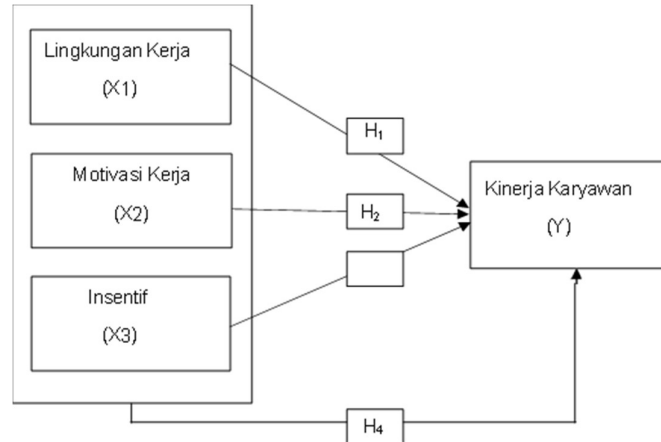 Lingkungan Kerja
(X1)
H₁
Motivasi Kerja
(X2)
H₂
Kinerja Karyawan
(Y)
Insentif
(X3)
H₄